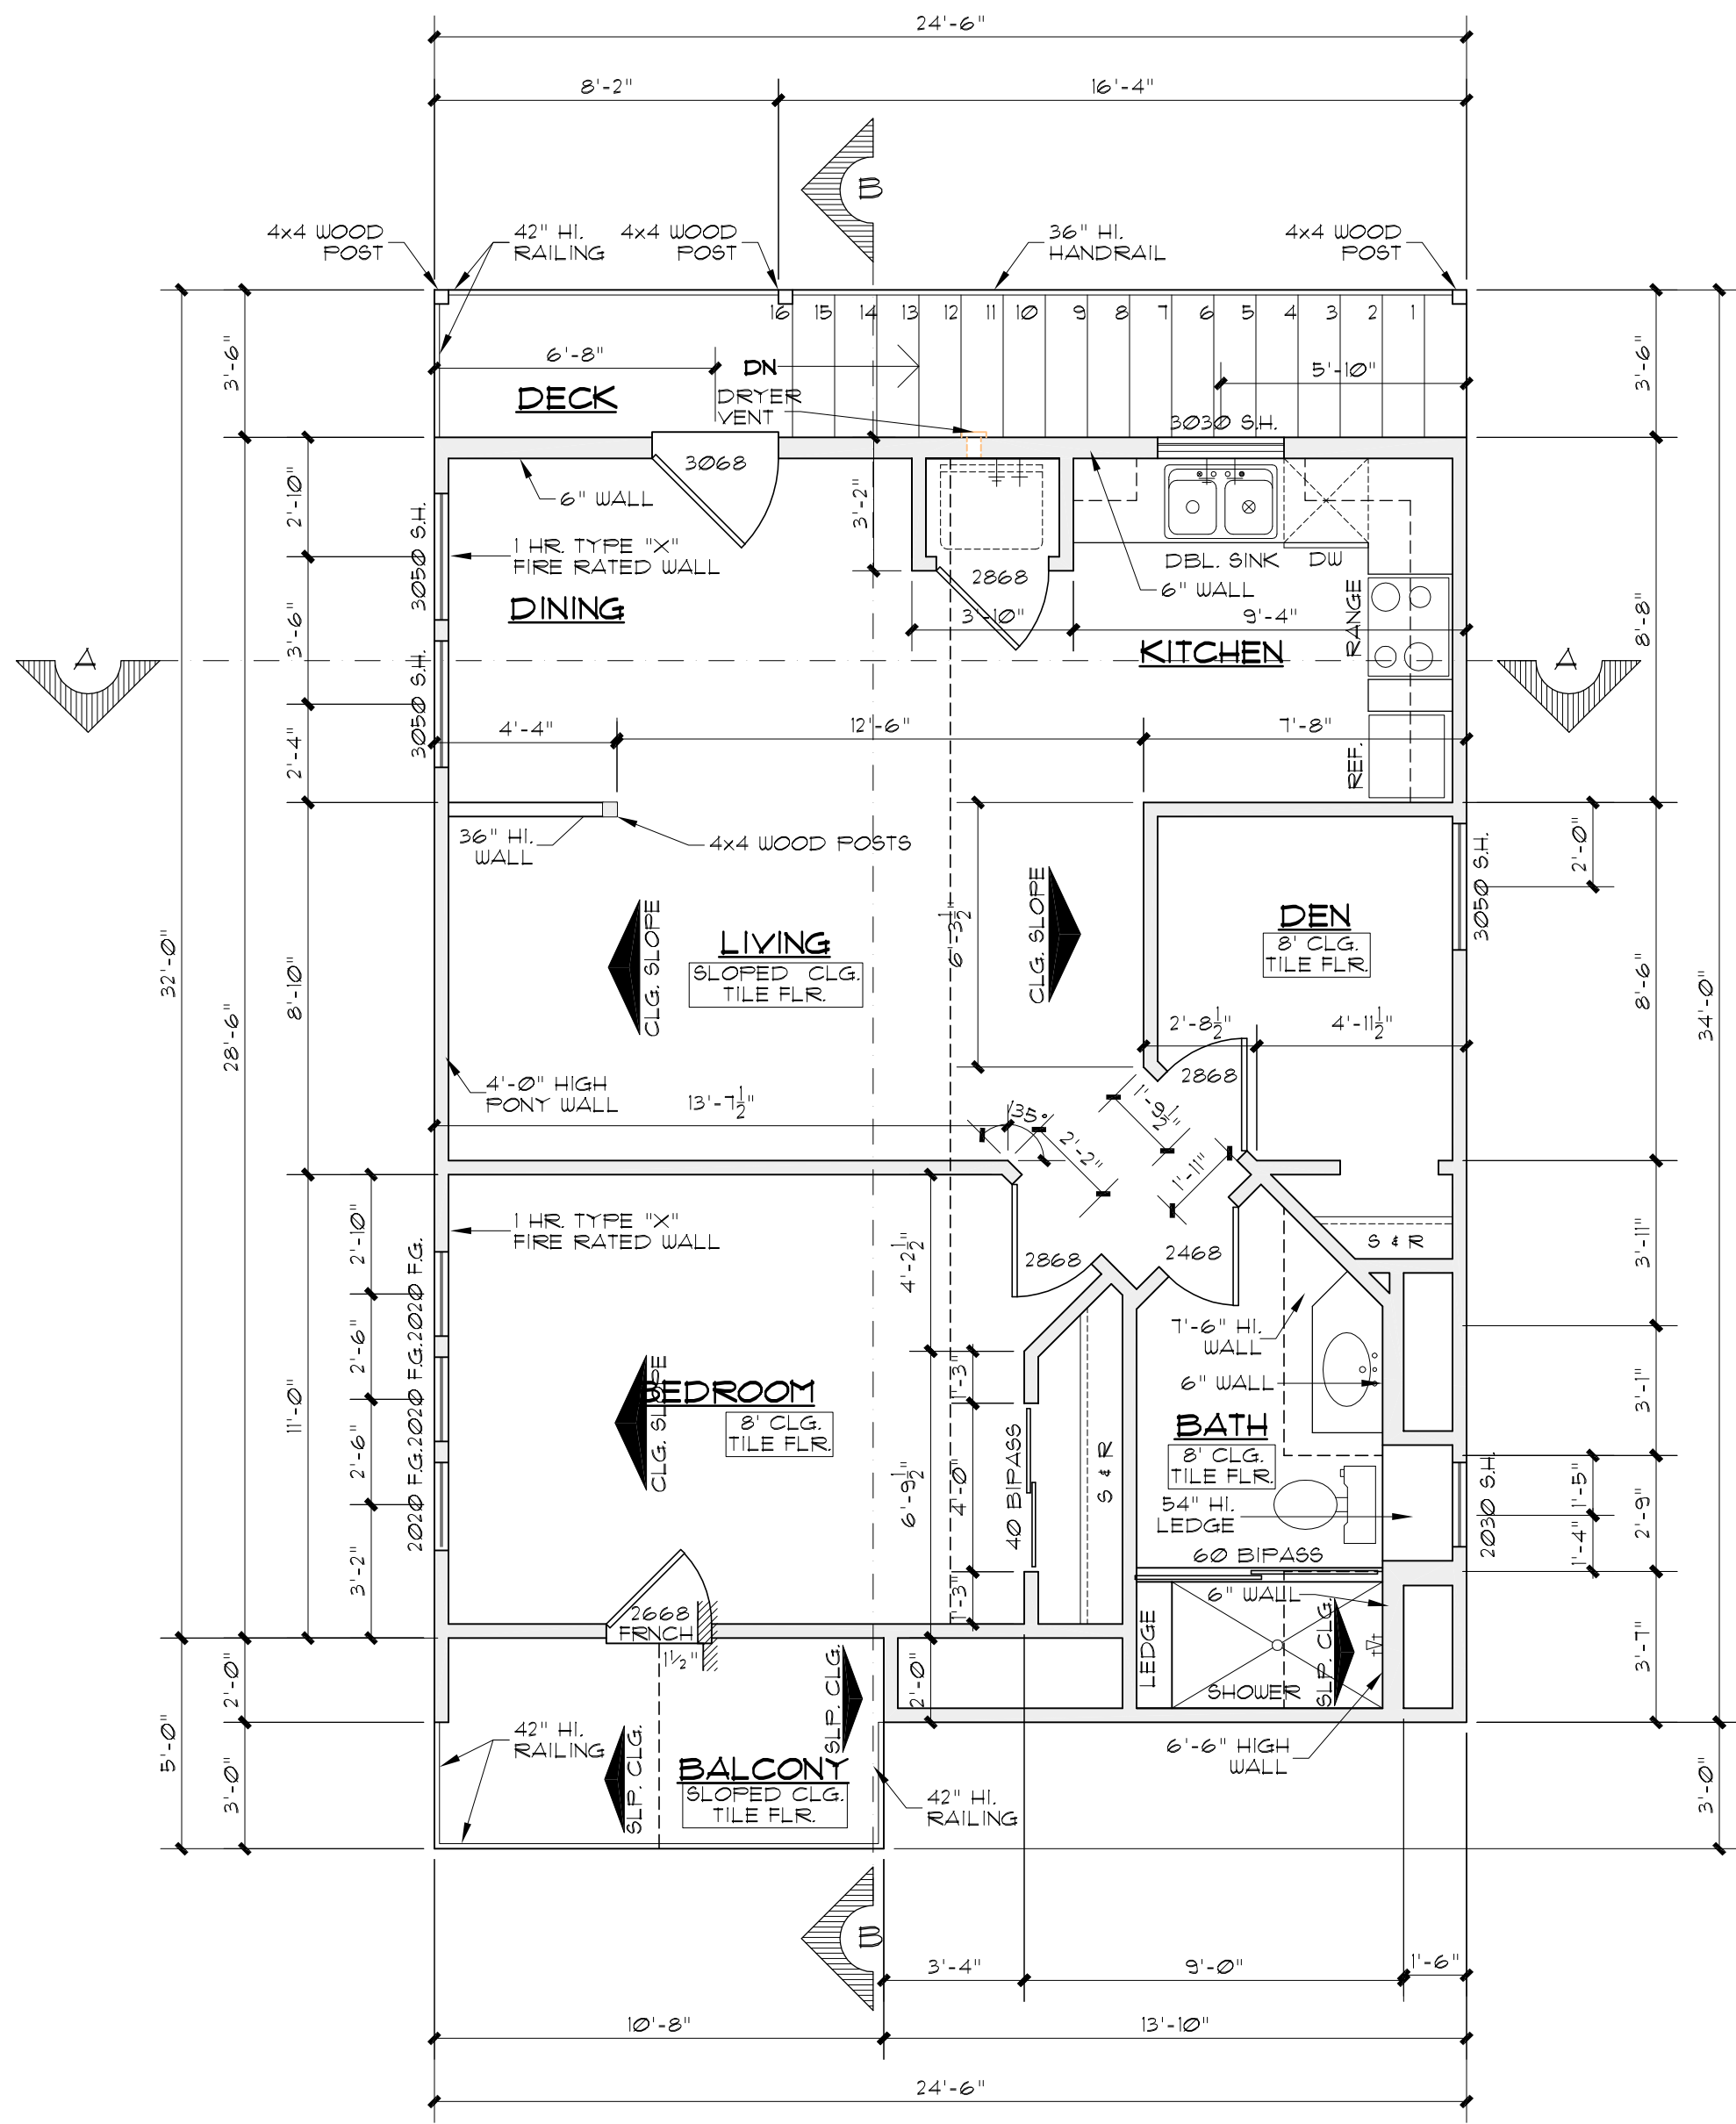 24'-6"
8'-2"
16'-4"
B
4x4 WOOD
POST
42" HI.
RAILING
4x4 WOOD
POST
36" HI.
HANDRAIL
4x4 WOOD
POST
16 15 14 13 12 11 10 9 8 7 6 5 4 3 2 1
3'-6"
6'-8"
DN
5'-10"
3'-6"
DECK
DRYER
VENT
3030 S.H.
3068
6" WALL
2'-10"
3050 S.H.
3'-2"
1 HR. TYPE "X"
FIRE RATED WALL
2868
DBL. SINK
DW
6" WALL
DINING
3'-10"
9'-4"
RANGE
8'-8"
3'-6"
KITCHEN
A
A
3050 S.H.
4'-4"
12'-6"
7'-8"
2'-4"
REF.
36" HI.
WALL
4x4 WOOD POSTS
2'-0"
3050 S.H.
CLG. SLOPE
CLG. SLOPE
6'-3 1/2"
LIVING
SLOPED CLG.
TILE FLR.
DEN
8' CLG.
TILE FLR.
32'-0"
28'-6"
8'-10"
8'-6"
34'-0"
2'-8 1/2"
4'-11 1/2"
4'-0" HIGH
PONY WALL
13'-7 1/2"
2868
135°
1'-9 1/2"
2'-2"
1'-11"
1 HR. TYPE "X"
FIRE RATED WALL
2'-10"
4'-2 1/2"
2868
2468
S & R
3'-11"
2020 F.G.
2'-6"
7'-6" HI.
WALL
1'-3"
6" WALL
3'-1"
2020 F.G.
CLG. SLOPE
BEDROOM
8' CLG.
TILE FLR.
11'-0"
BATH
8' CLG.
TILE FLR.
2'-6"
6'-9 1/2"
4'-0"
40 BIPASS
S & R
54" HI.
LEDGE
2020 F.G.
2030 S.H.
1'-5"
1'-4"
2'-9"
3'-2"
60 BIPASS
1'-3"
6" WALL
2668
FRNCH
1 1/2"
LEDGE
SHOWER
SLP. CLG.
3'-7"
2'-0"
5'-0"
3'-0"
2'-0"
SLP. CLG.
SLP. CLG.
42" HI.
RAILING
BALCONY
SLOPED CLG.
TILE FLR.
42" HI.
RAILING
6'-6" HIGH
WALL
3'-0"
B
3'-4"
9'-0"
1'-6"
10'-8"
13'-10"
24'-6"